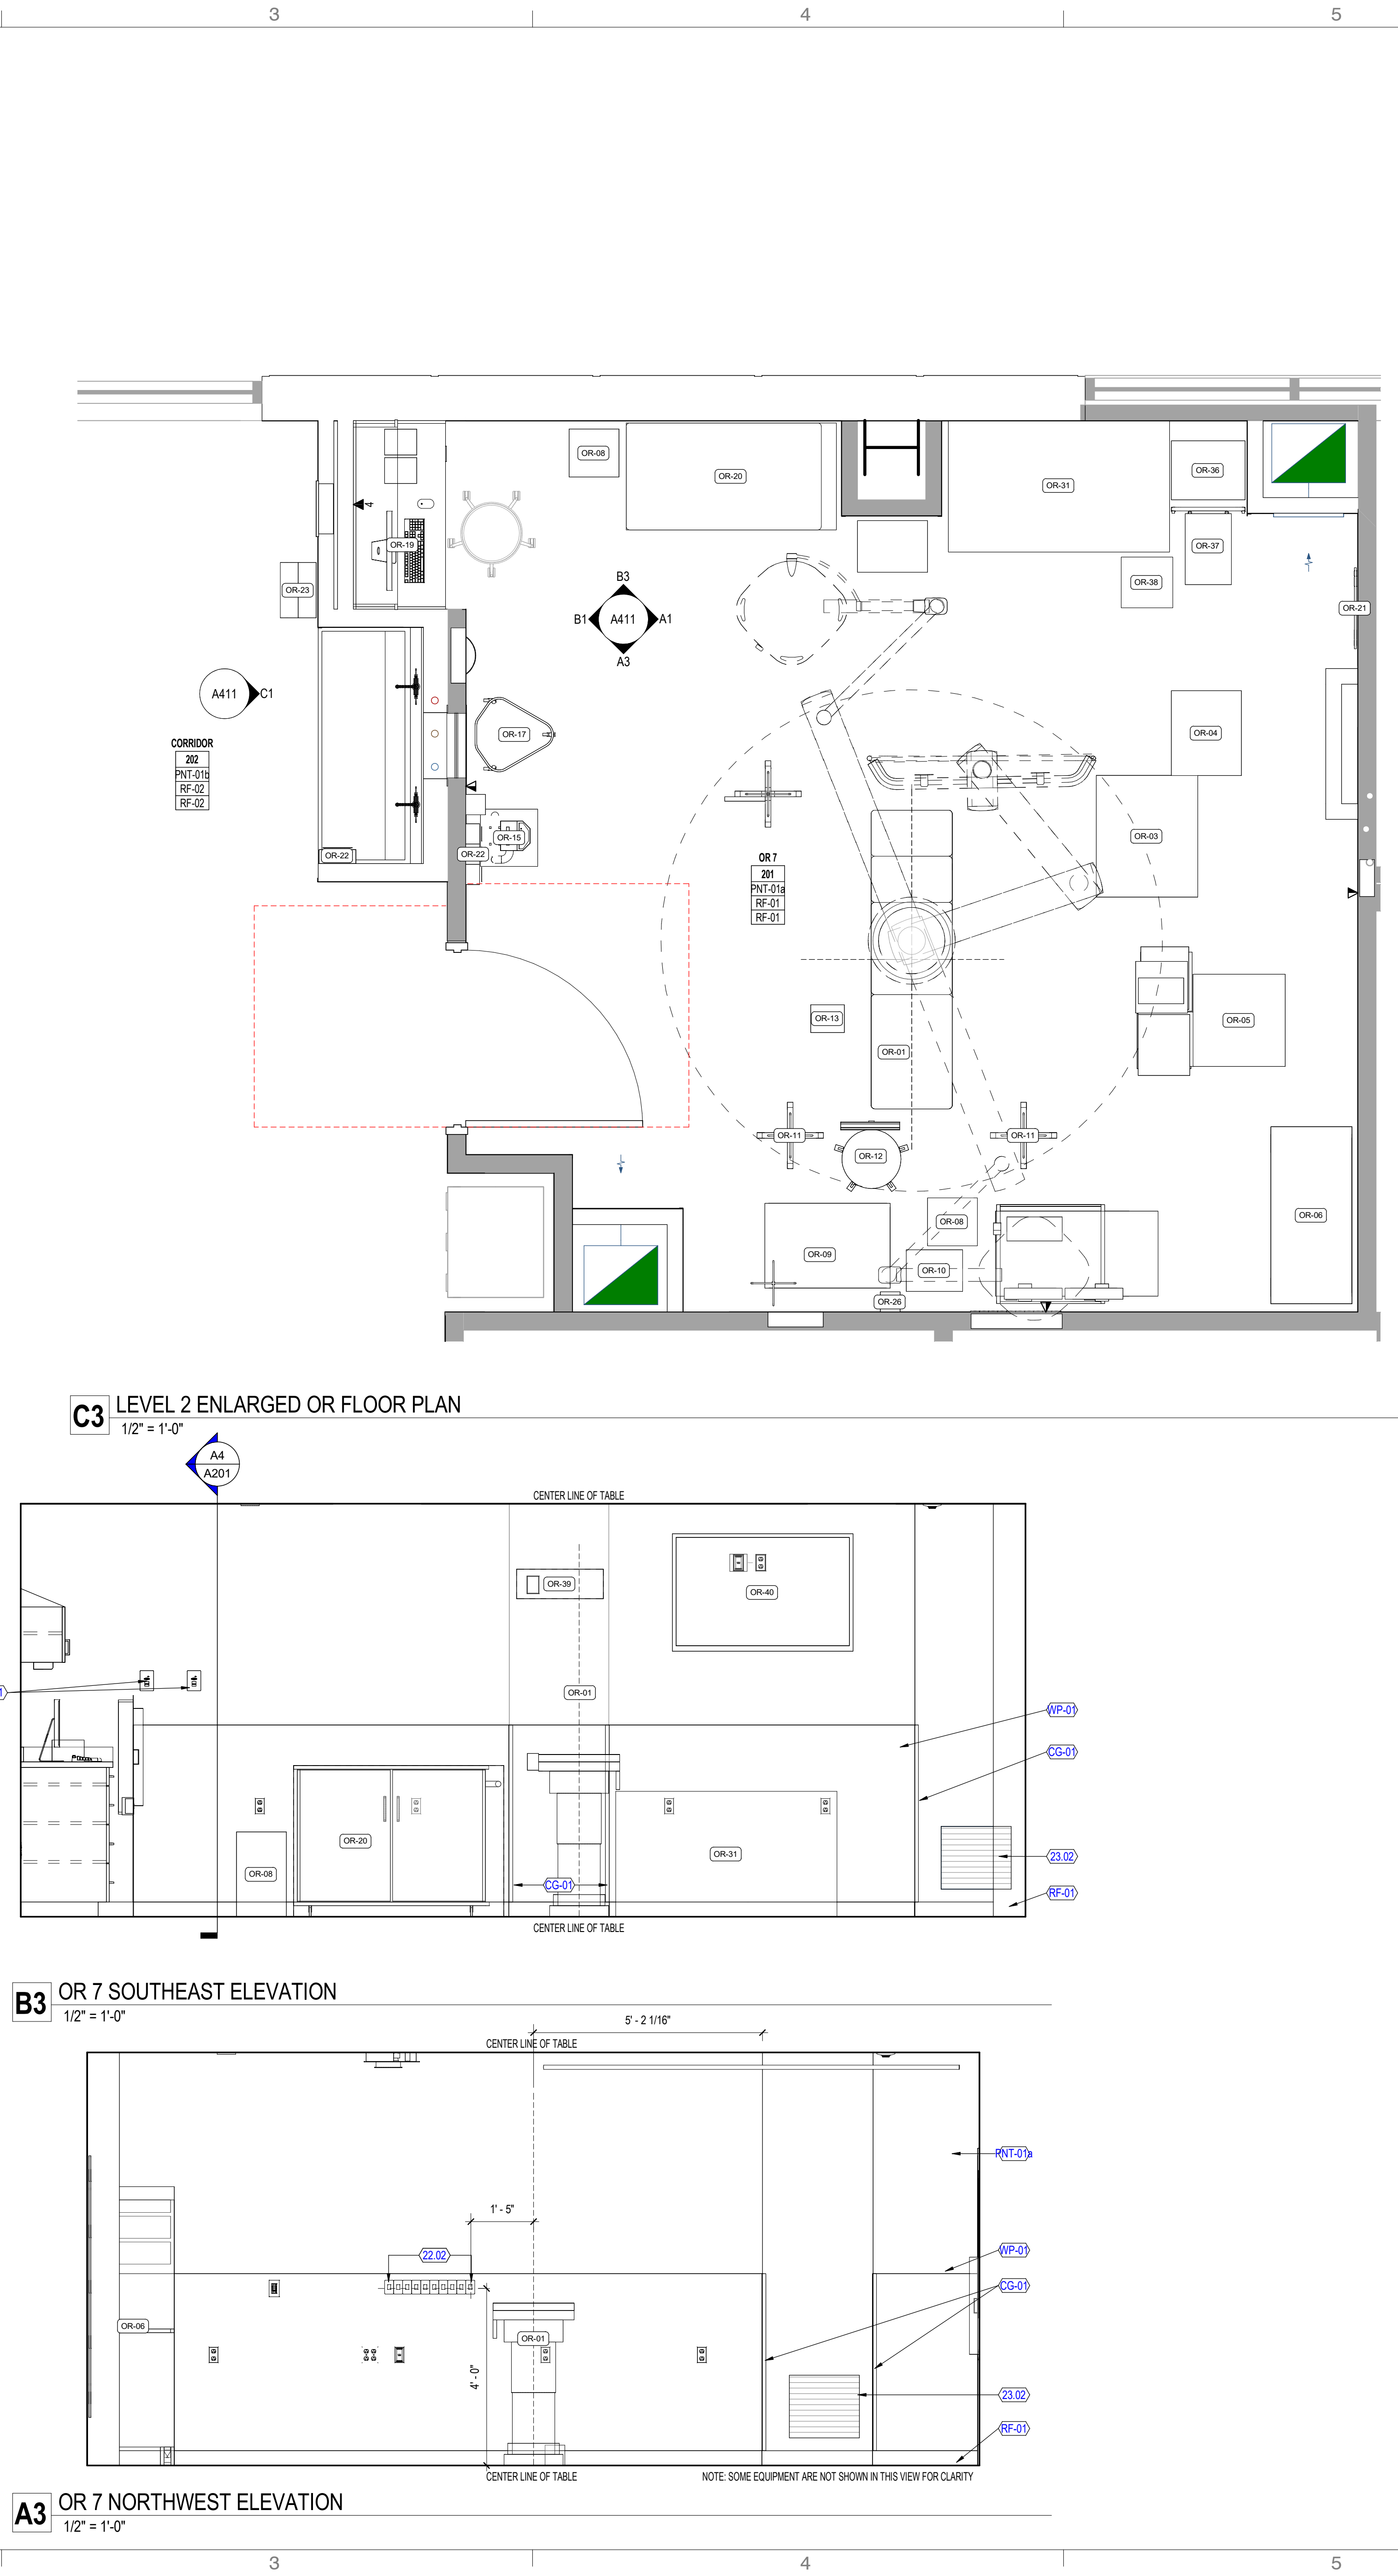 3 4 5
OR-08
OR-20
OR-31
OR-36
OR-37
OR-38
4
OR-19
OR-23
OR-21
B3
B1 A411 A1
A3
A411 C1
OR-17
OR-04
CORRIDOR
202
PNT-01b
RF-02
RF-02
OR-15
OR-22
OR-22
OR-03
OR 7
201
PNT-01a
RF-01
RF-01
OR-13
OR-05
OR-01
OR-11
OR-11
OR-12
OR-08
OR-06
OR-09
OR-10
OR-26
C3 LEVEL 2 ENLARGED OR FLOOR PLAN
1/2" = 1'-0"
A4
A201
CENTER LINE OF TABLE
OR-39
OR-40
1
OR-01
WP-01
CG-01
OR-20
OR-31
23.02
OR-08
CG-01
RF-01
CENTER LINE OF TABLE
B3 OR 7 SOUTHEAST ELEVATION
1/2" = 1'-0"
5' - 2 1/16"
CENTER LINE OF TABLE
PNT-01a
1' - 5"
22.02
WP-01
CG-01
OR-06
OR-01
4' - 0"
23.02
RF-01
CENTER LINE OF TABLE
NOTE: SOME EQUIPMENT ARE NOT SHOWN IN THIS VIEW FOR CLARITY
A3 OR 7 NORTHWEST ELEVATION
1/2" = 1'-0"
3 4 5